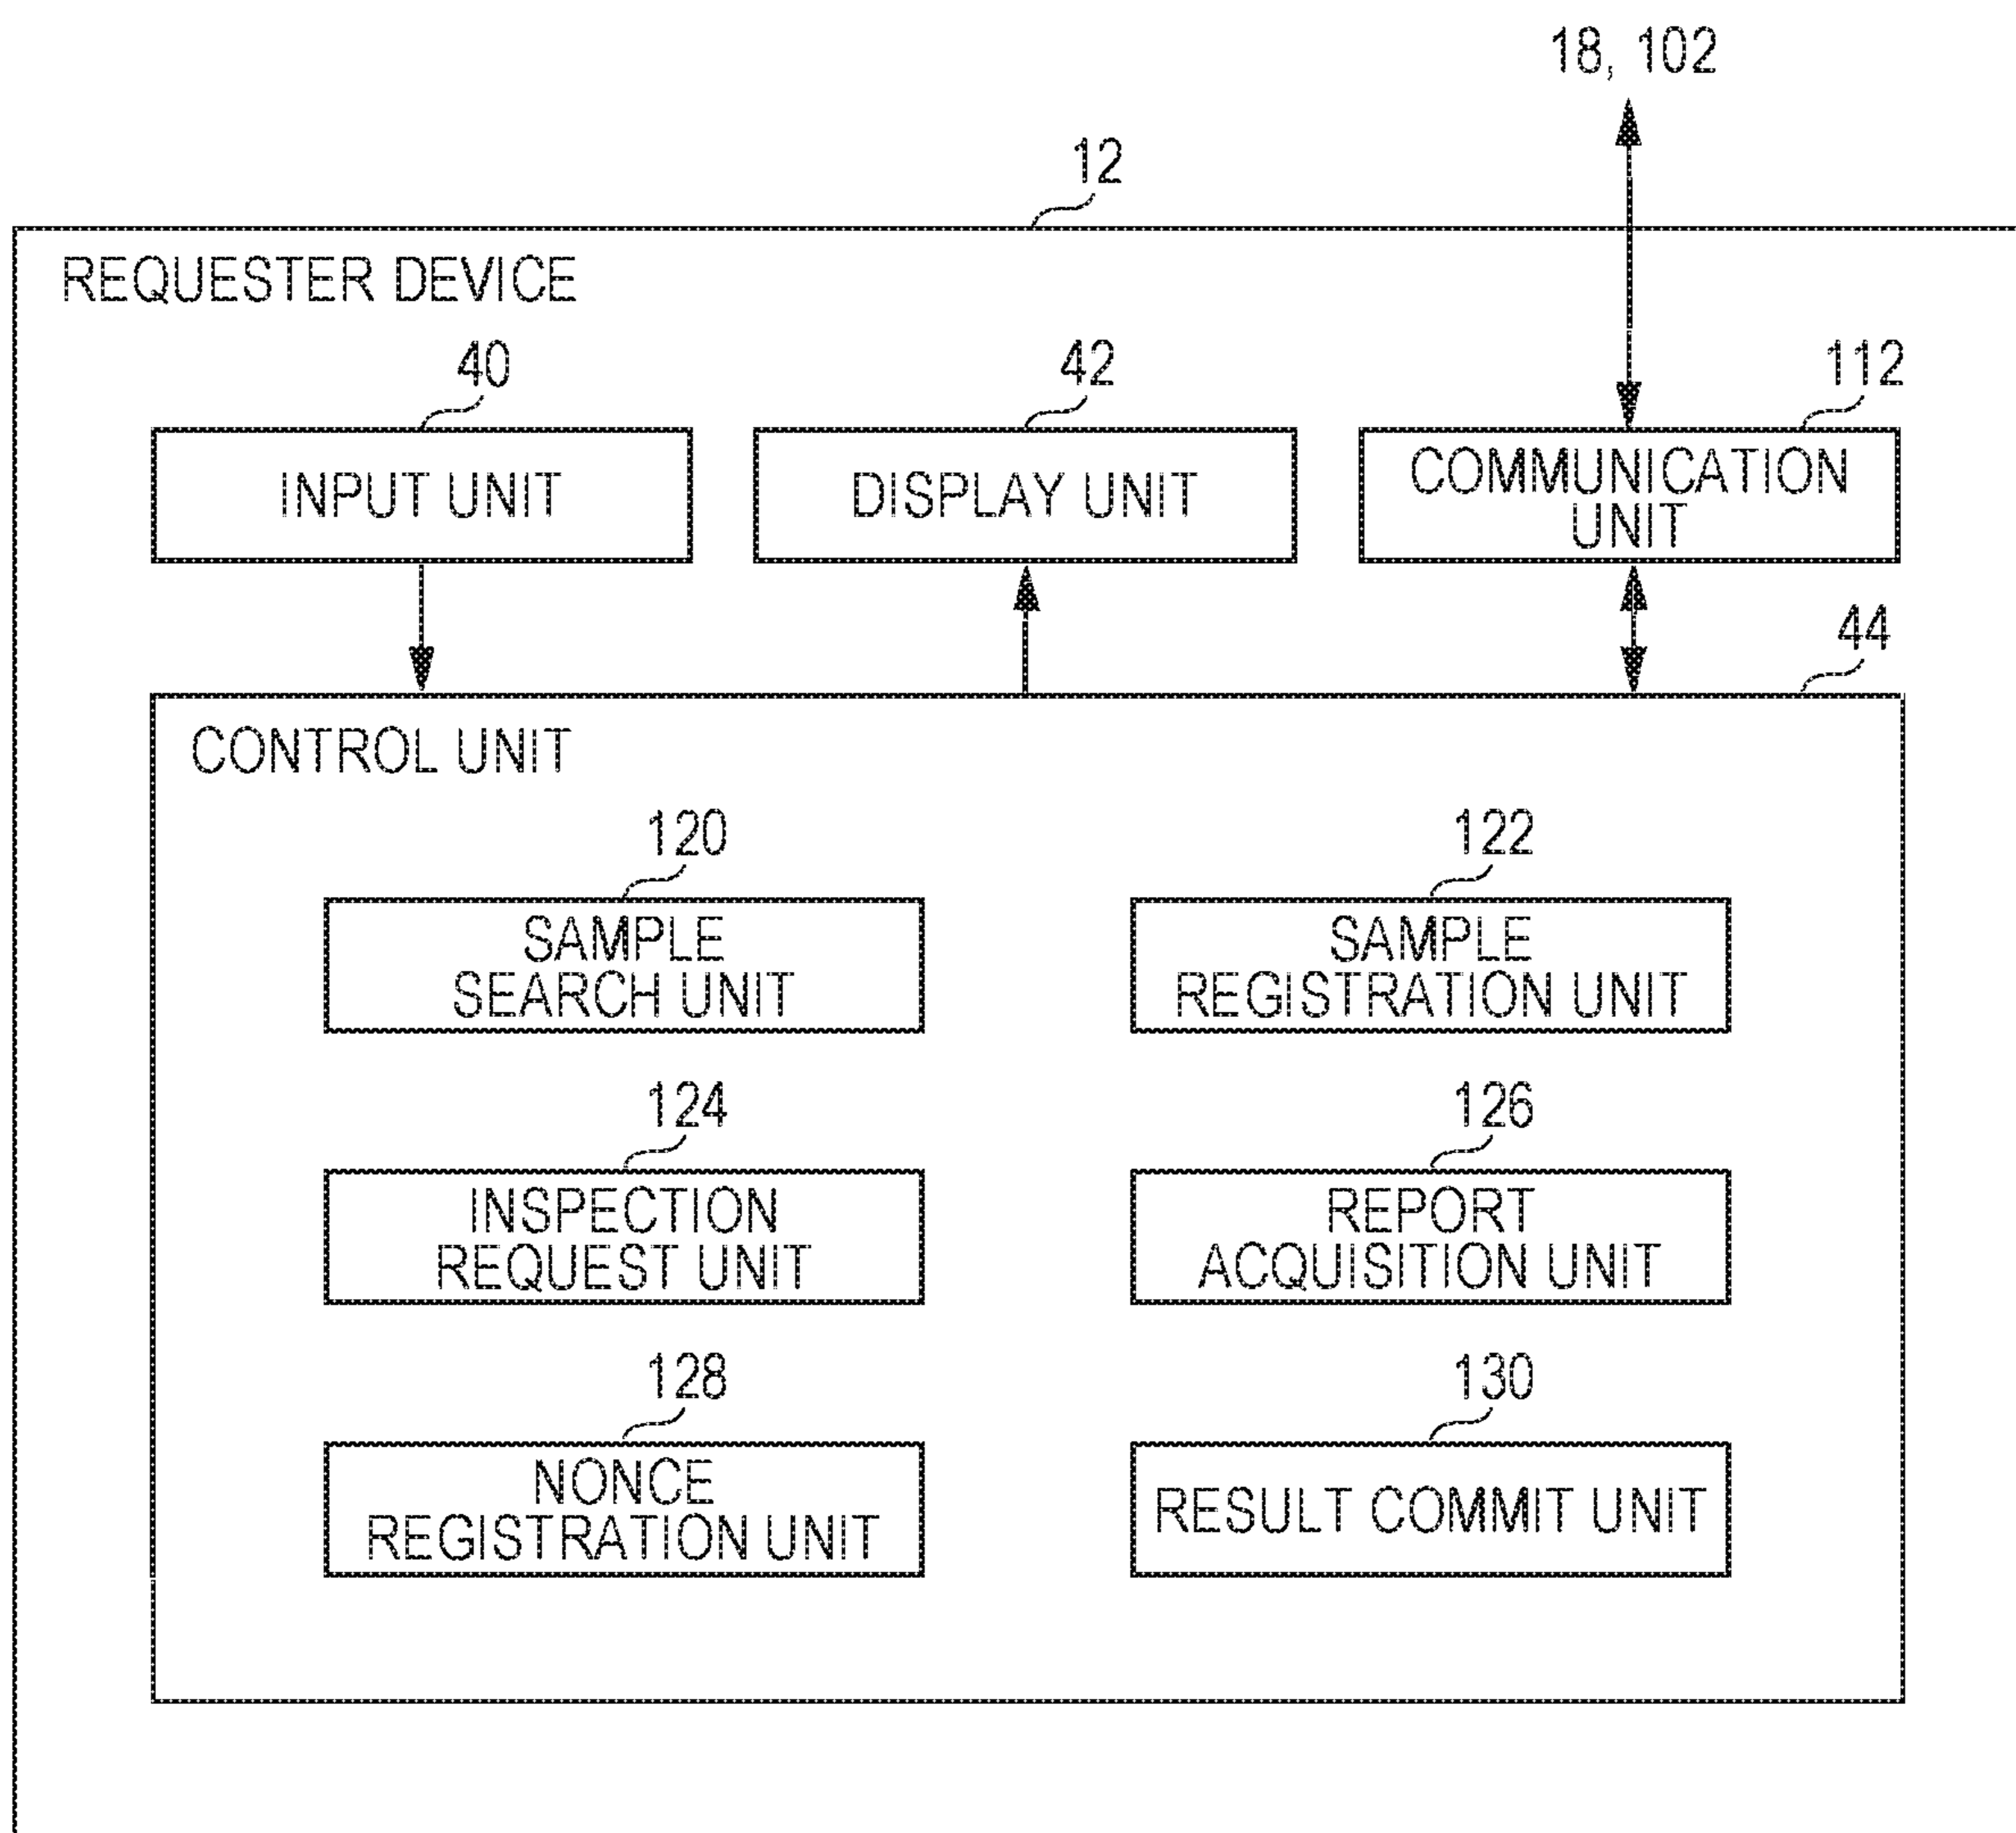 18, 102
12
REQUESTER DEVICE
40
42
112
INPUT UNIT
DISPLAY UNIT
COMMUNICATION
UNIT
44
CONTROL UNIT
120
122
SAMPLE
SEARCH UNIT
SAMPLE
REGISTRATION UNIT
124
126
INSPECTION
REQUEST UNIT
REPORT
ACQUISITION UNIT
128
130
NONCE
REGISTRATION UNIT
RESULT COMMIT UNIT